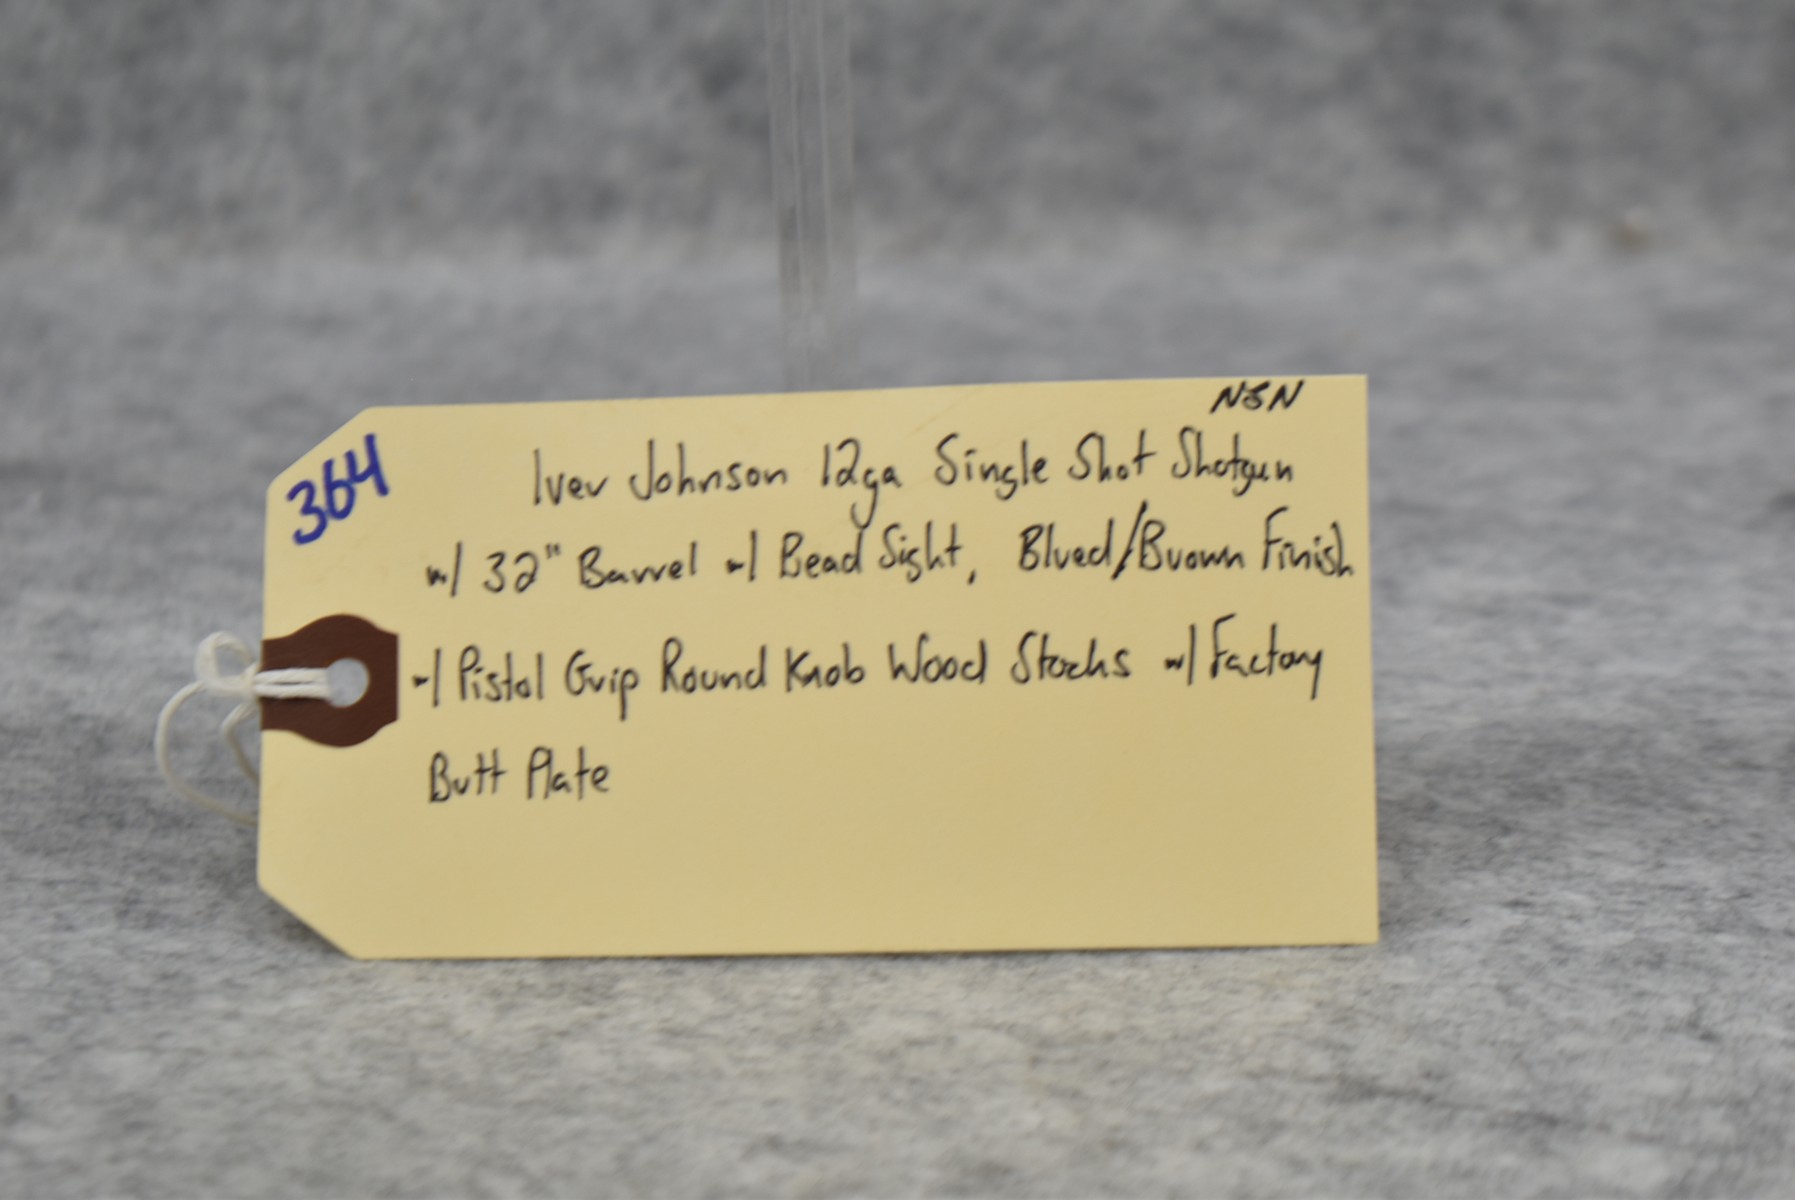 NSN
364
Iver Johnson 12ga Single Shot Shotgun
w/ 32" Barrel w/ Bead Sight, Blued/Brown Finish
w/ Pistol Grip Round Knob Wood Stocks w/ Factory
Butt Plate